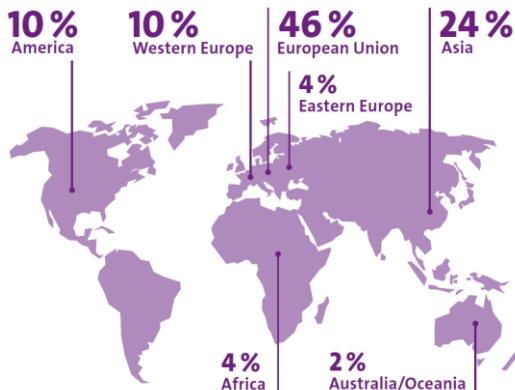 10 %
America
10 %
Western Europe
46 %
European Union
24 %
Asia
4 %
Eastern Europe
4 %
Africa
2 %
Australia/Oceania